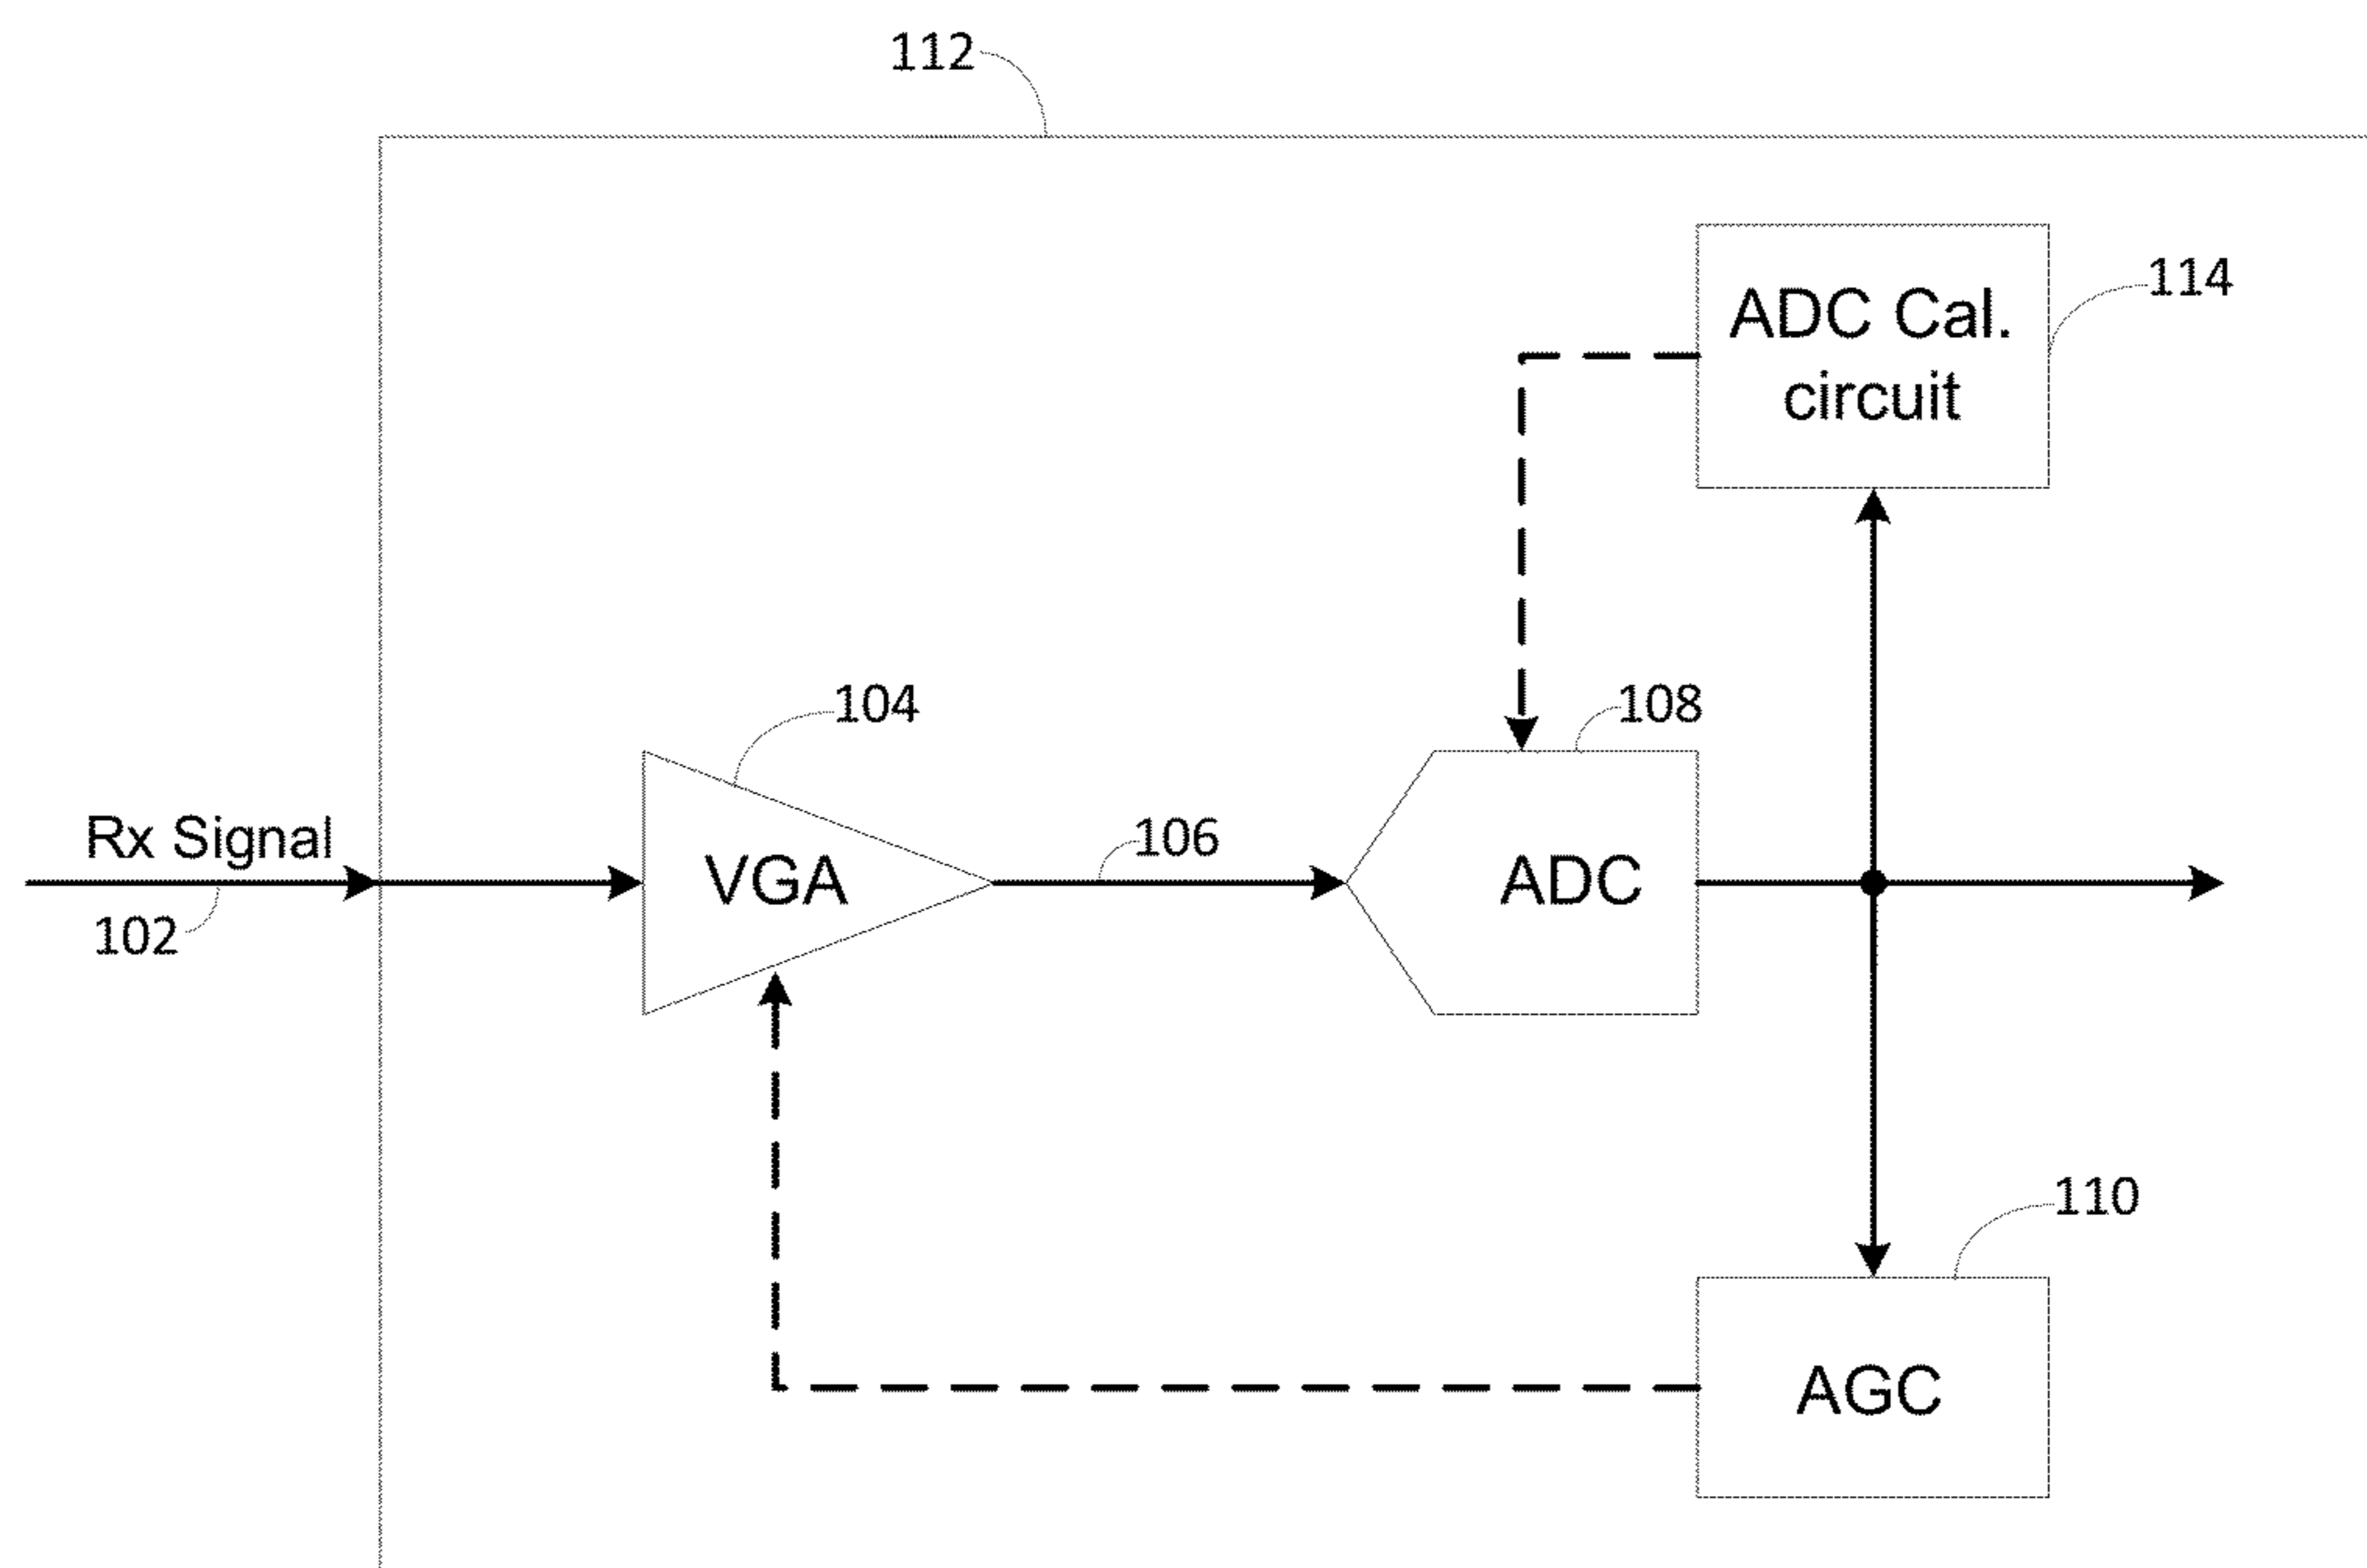 112
ADC Cal.
circuit
114
104
108
Rx Signal
106
VGA
ADC
102
110
AGC